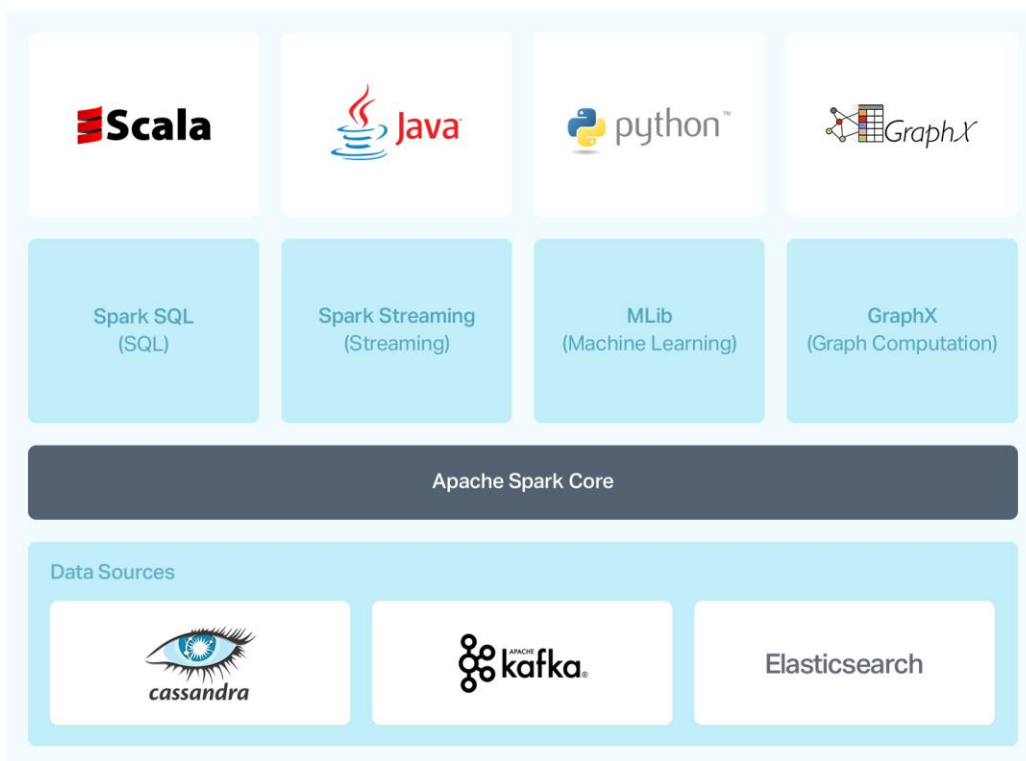 Scala
Java
python™
GraphX
Spark SQL
(SQL)
Spark Streaming
(Streaming)
MLib
(Machine Learning)
GraphX
(Graph Computation)
Apache Spark Core
Data Sources
cassandra
APACHE
kafka®
Elasticsearch